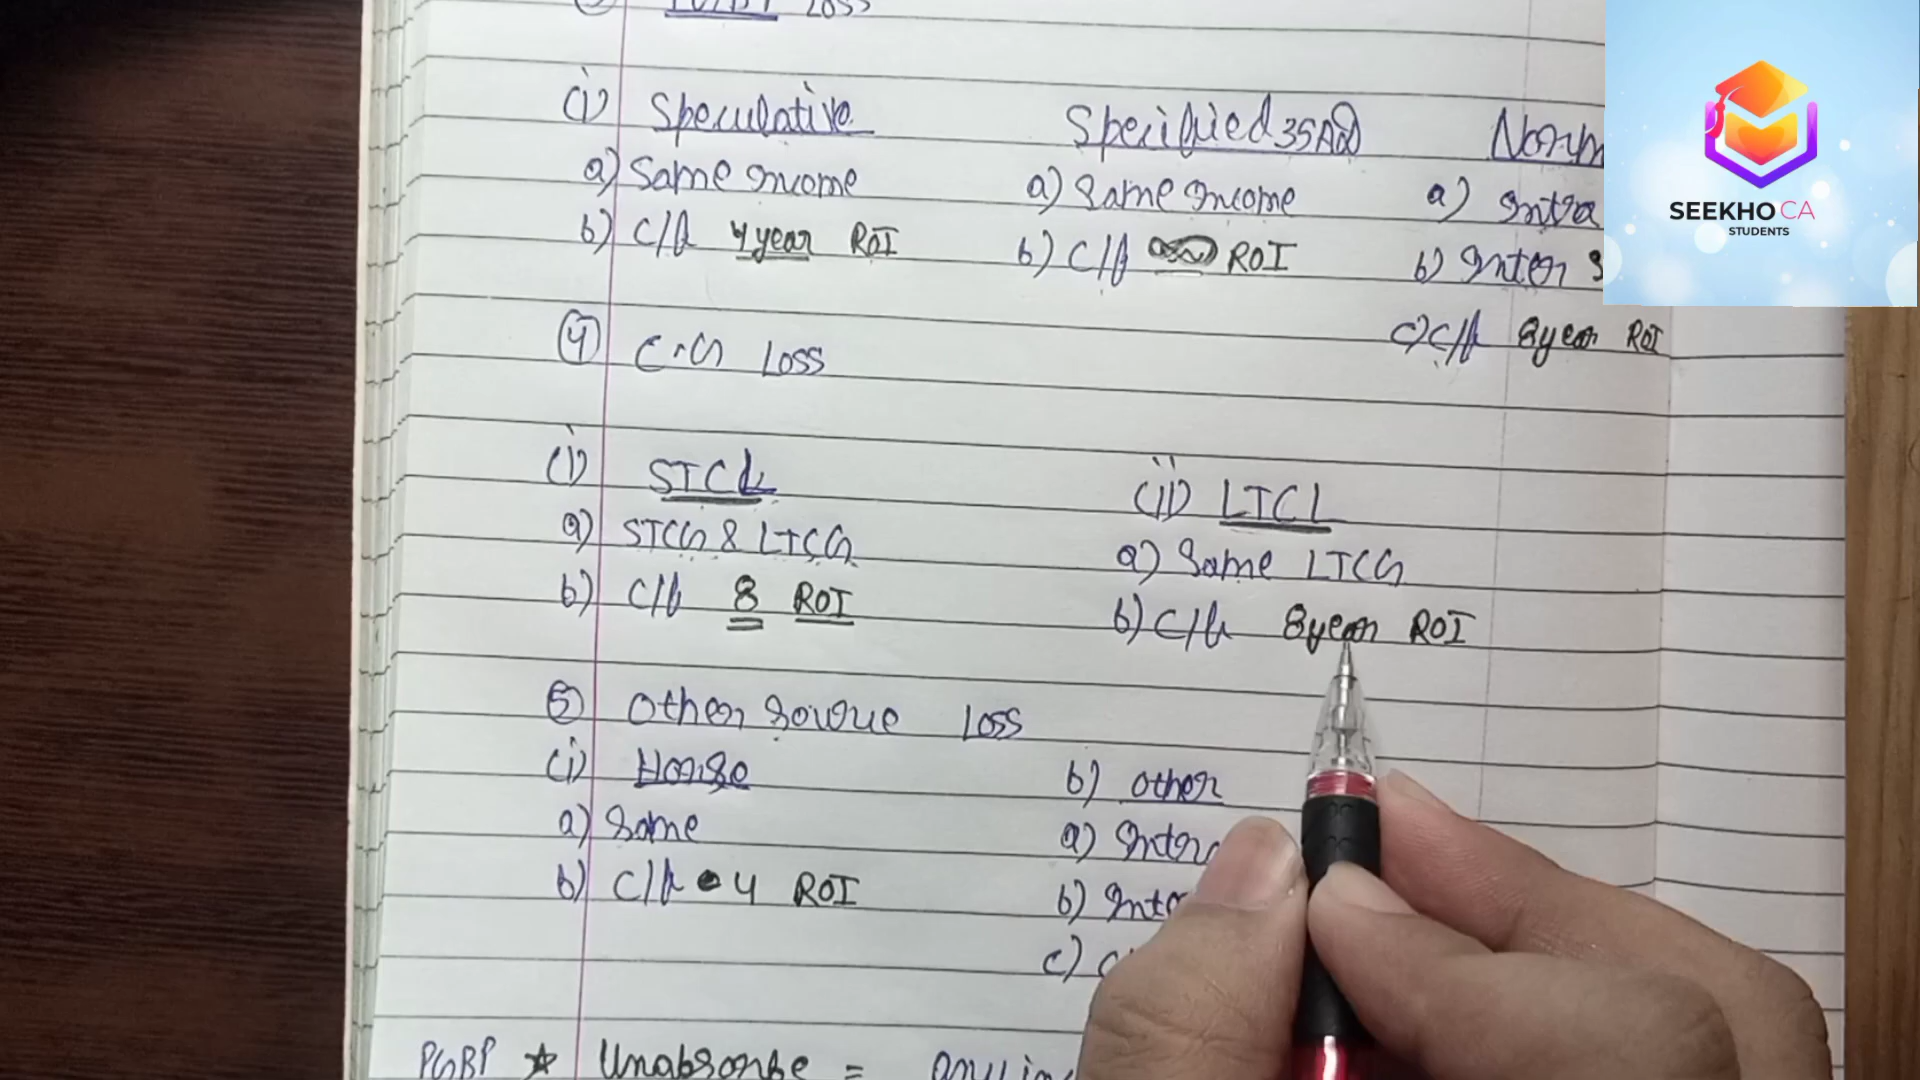 Loss
(i) Speculative
Specified 35AD
a) Same Income
a) Same Income
a) Intra
b) C/f 4 year ROI
b) C/f ROI
b) Inter
c) C/f 8 year ROI
④ C.G Loss
(i) STCL
(ii) LTCL
a) STCG & LTCG
a) Same LTCG
b) C/f 8 ROI
b) C/f 8 year ROI
⑤ Other Source Loss
(i) Horse
b) Other
a) Same
a)
b) C/f 4 ROI
b)
c)
PGBP ☆ Unabsorbe =
SEEKHO CA
STUDENTS